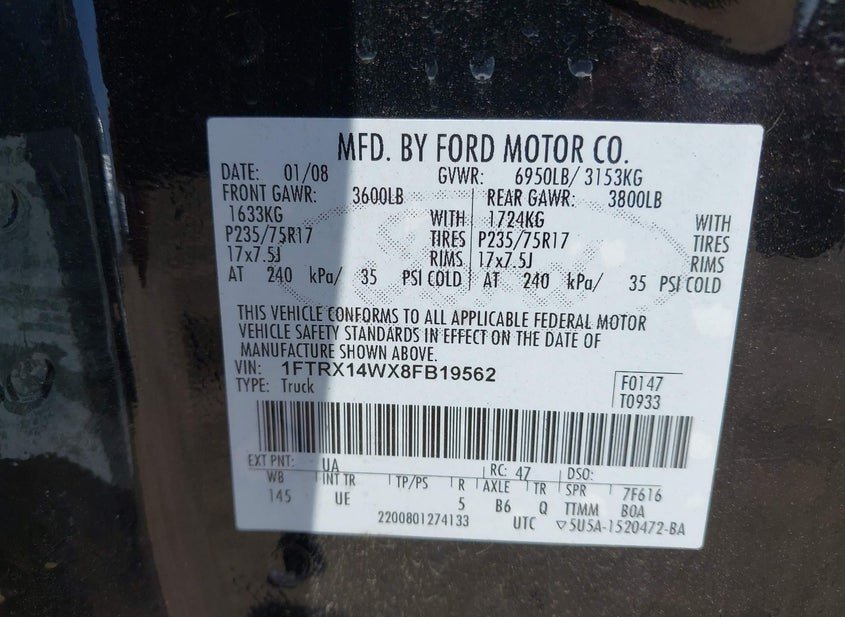 MFD. BY FORD MOTOR CO.
DATE: 01/08 GVWR: 6950LB/ 3153KG
FRONT GAWR: 3600LB REAR GAWR: 3800LB
1633KG WITH 1724KG WITH
P235/75R17 TIRES P235/75R17 TIRES
17x7.5J RIMS 17x7.5J RIMS
AT 240 kPa/ 35 PSI COLD AT 240 kPa/ 35 PSI COLD
THIS VEHICLE CONFORMS TO ALL APPLICABLE FEDERAL MOTOR
VEHICLE SAFETY STANDARDS IN EFFECT ON THE DATE OF
MANUFACTURE SHOWN ABOVE.
VIN: 1FTRX14WX8FB19562
TYPE: Truck F0147
T0933
EXT PNT: UA RC: 47 DSO:
WB INT TR TP/PS R AXLE TR SPR 7F616
145 UE 5 B6 Q TTMM B0A
2200801274133 UTC ▽5U5A-1520472-BA